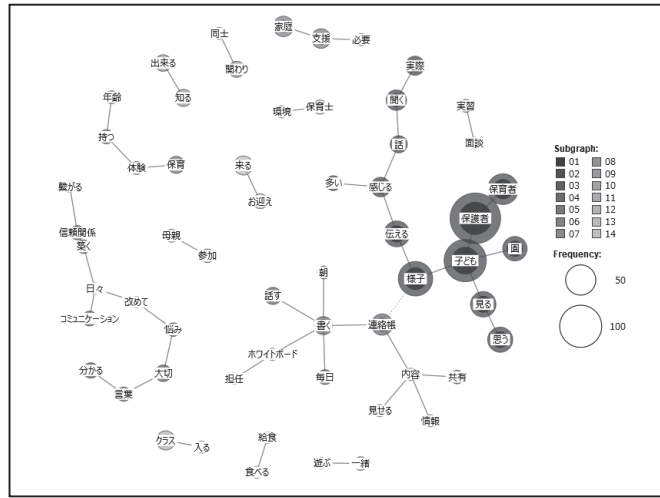 家庭
同士
支援
必要
出来る
実際
関わり
聞く
年齢
知る
環境
保育士
実習
持つ
話
面談
体験
保育
来る
多い
感じる
保育者
繋がる
お迎え
保護者
信頼関係
築く
母親
参加
伝える
園
子ども
様子
日々
改めて
朝
話す
見る
コミュニケーション
悩み
書く
連絡帳
思う
ホワイトボード
分かる
大切
担任
毎日
内容
共有
言葉
見せる
情報
クラス
入る
給食
食べる
遊ぶ
一緒
Subgraph:
01 08
02 09
03 10
04 11
05 12
06 13
07 14
Frequency:
50
100